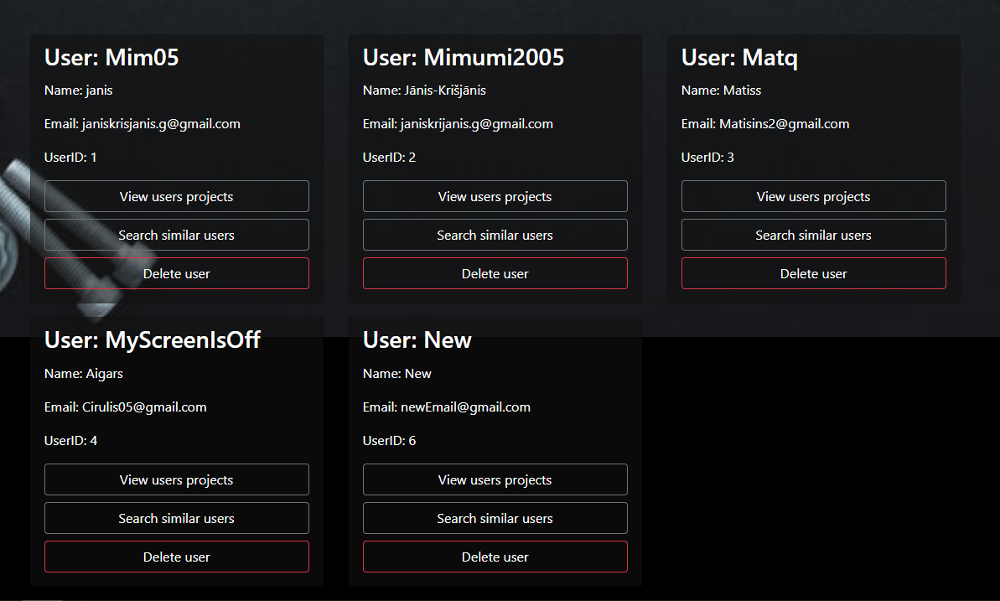 User: Mim05
Name: janis
Email: janiskrisjanis.g@gmail.com
UserID: 1
View users projects
Search similar users
Delete user
User: Mimumi2005
Name: Jānis-Krišjānis
Email: janiskrijanis.g@gmail.com
UserID: 2
View users projects
Search similar users
Delete user
User: Matq
Name: Matiss
Email: Matisins2@gmail.com
UserID: 3
View users projects
Search similar users
Delete user
User: MyScreenIsOff
Name: Aigars
Email: Cirulis05@gmail.com
UserID: 4
View users projects
Search similar users
Delete user
User: New
Name: New
Email: newEmail@gmail.com
UserID: 6
View users projects
Search similar users
Delete user